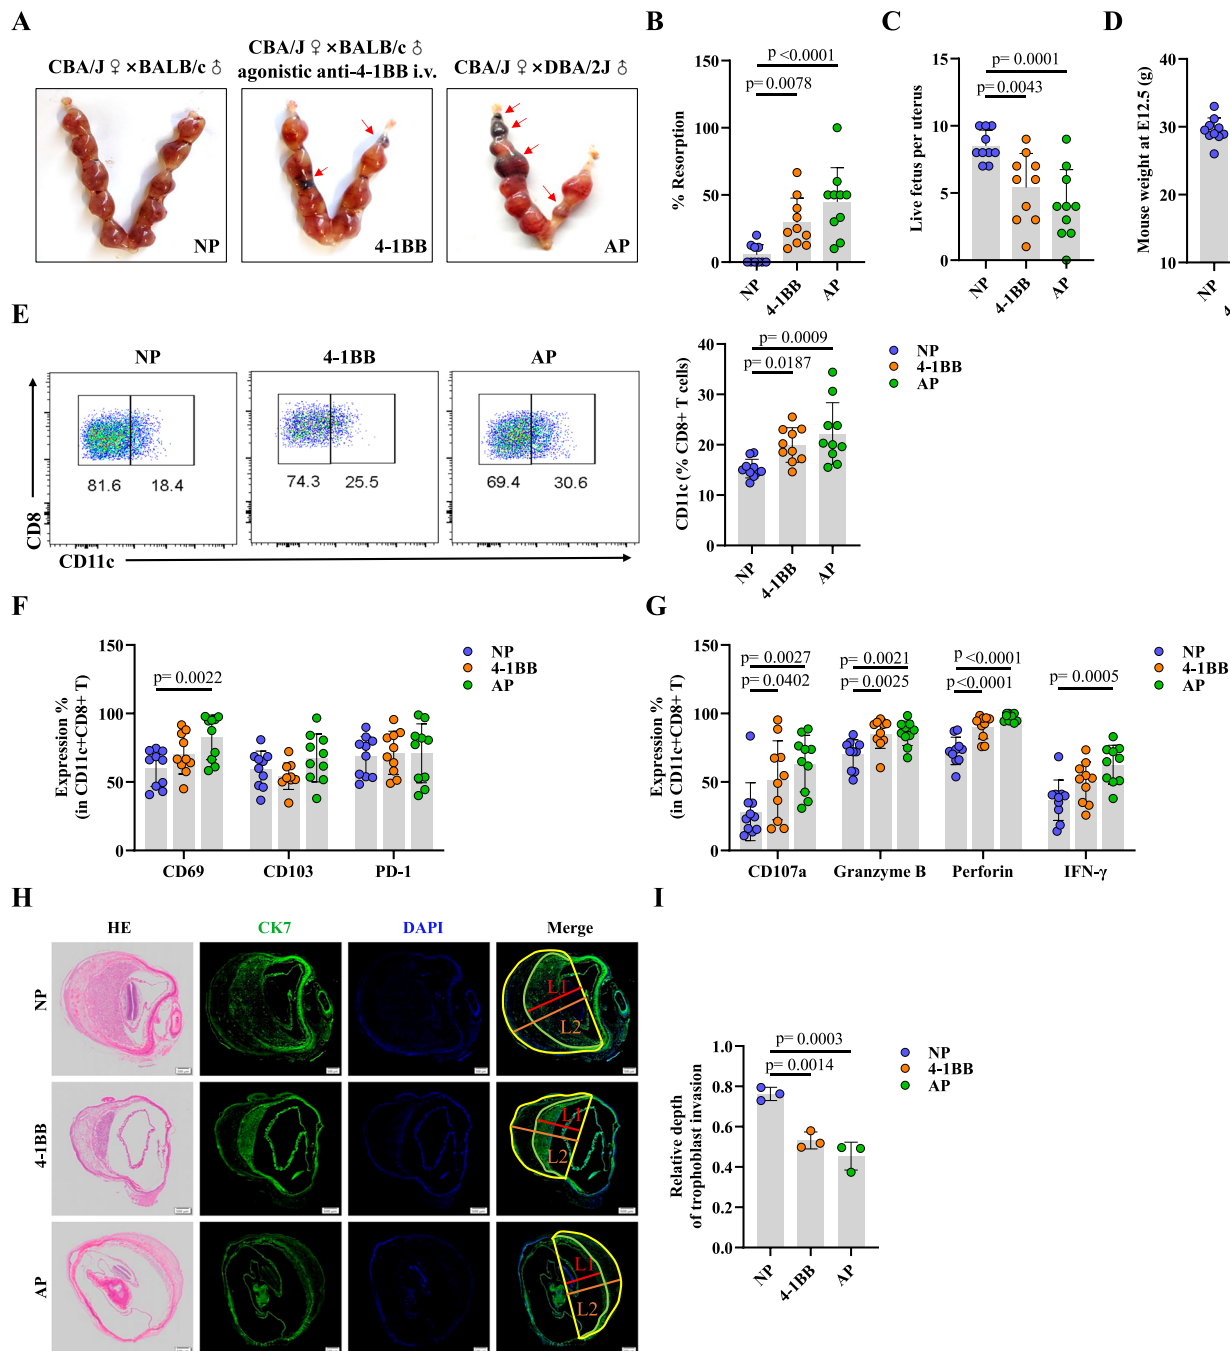 A
CBA/J ♀ ×BALB/c ♂
CBA/J ♀ ×BALB/c ♂
agonistic anti-4-1BB i.v.
CBA/J ♀ ×DBA/2J ♂
NP
4-1BB
AP
B
p <0.0001
p= 0.0078
% Resorption
150
100
50
0
NP
4-1BB
AP
C
p= 0.0001
p= 0.0043
Live fetus per uterus
15
10
5
0
NP
4-1BB
AP
D
Mouse weight at E12.5 (g)
40
30
20
10
NP
E
NP
4-1BB
AP
81.6 18.4
74.3 25.5
69.4 30.6
CD8
CD11c
p= 0.0009
p= 0.0187
CD11c (% CD8+ T cells)
40
30
20
10
0
NP
4-1BB
AP
NP
4-1BB
AP
F
Expression %
(in CD11c+CD8+ T)
150
100
50
0
p= 0.0022
CD69
CD103
PD-1
NP
4-1BB
AP
G
Expression %
(in CD11c+CD8+ T)
150
100
50
0
p= 0.0027
p= 0.0402
p= 0.0021
p= 0.0025
p <0.0001
p<0.0001
p= 0.0005
CD107a
Granzyme B
Perforin
IFN-γ
NP
4-1BB
AP
H
HE
CK7
DAPI
Merge
NP
L1
L2
4-1BB
L1
L2
AP
L1
L2
I
p= 0.0003
p= 0.0014
Relative depth
of trophoblast invasion
1.0
0.8
0.6
0.4
0.2
0.0
NP
4-1BB
AP
NP
4-1BB
AP